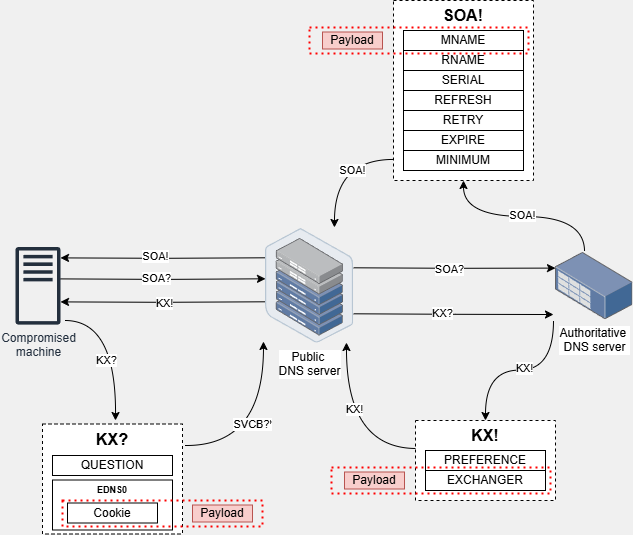 SOA!
Payload
MNAME
RNAME
SERIAL
REFRESH
RETRY
EXPIRE
MINIMUM
SOA!
SOA!
SOA!
SOA?
SOA?
KX!
KX?
Compromised
machine
Public
DNS server
Authoritative
DNS server
KX?
KX!
KX!
SVCB?'
KX?
QUESTION
EDNS0
Cookie
Payload
KX!
PREFERENCE
Payload
EXCHANGER